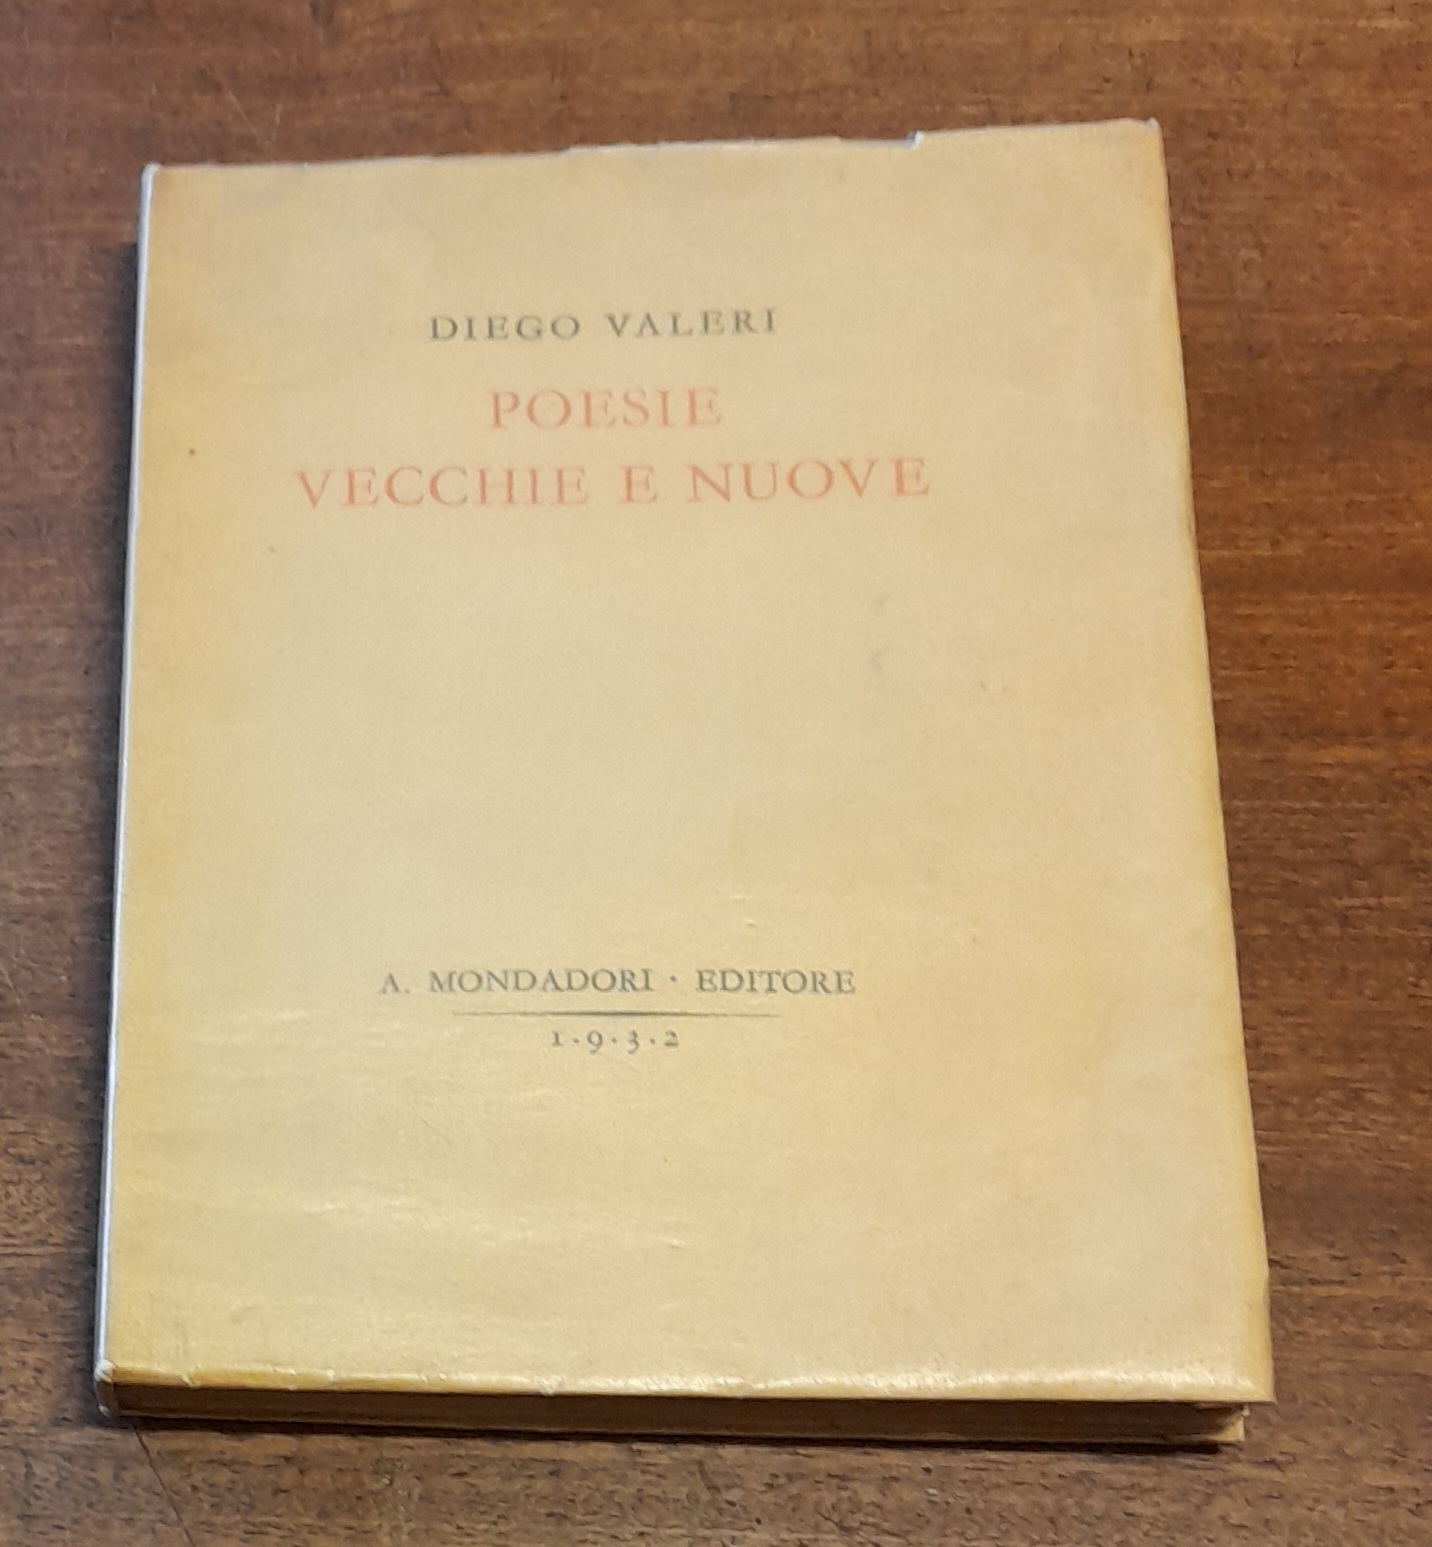 DIEGO VALERI
POESIE
VECCHIE E NUOVE
A. MONDADORI · EDITORE
1·9·3·2